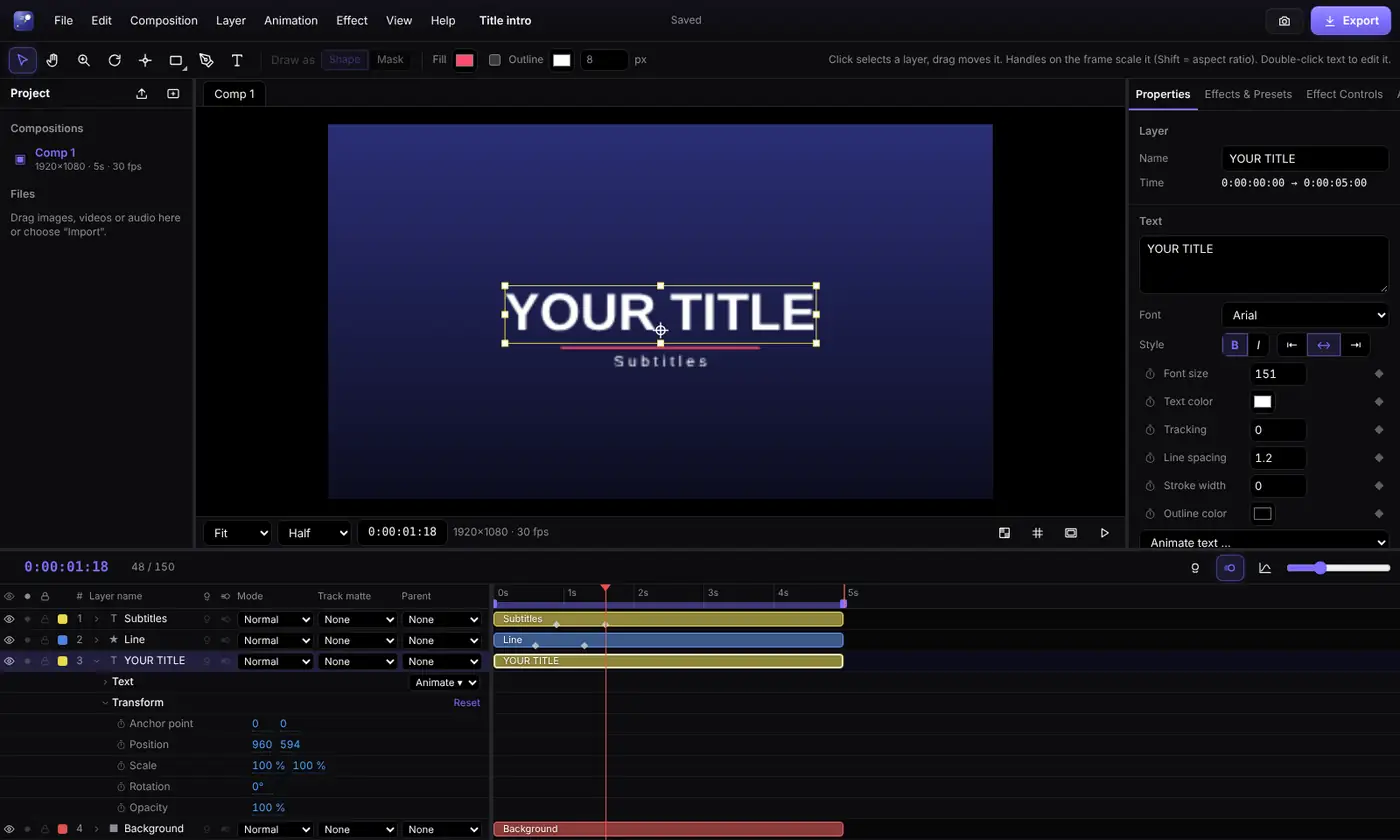 File Edit Composition Layer Animation Effect View Help Title intro Saved Export
Draw as Shape Mask Fill Outline 8 px Click selects a layer, drag moves it. Handles on the frame scale it (Shift = aspect ratio). Double-click text to edit it.
Project
Compositions
Comp 1
1920×1080 · 5s · 30 fps
Files
Drag images, videos or audio here
or choose “Import”.
Comp 1
YOUR TITLE
Subtitles
Fit Half 0:00:01:18 1920×1080 · 30 fps
Properties Effects & Presets Effect Controls
Layer
Name YOUR TITLE
Time 0:00:00:00 → 0:00:05:00
Text
YOUR TITLE
Font Arial
Style B I
Font size 151
Text color
Tracking 0
Line spacing 1.2
Stroke width 0
Outline color
Animate text ...
0:00:01:18 48 / 150
# Layer name Mode Track matte Parent 0s 1s 2s 3s 4s 5s
1 T Subtitles Normal None None Subtitles
2 Line Normal None None Line
3 T YOUR TITLE Normal None None YOUR TITLE
Text Animate ▾
Transform Reset
Anchor point 0 0
Position 960 594
Scale 100 % 100 %
Rotation 0°
Opacity 100 %
4 Background Normal None None Background